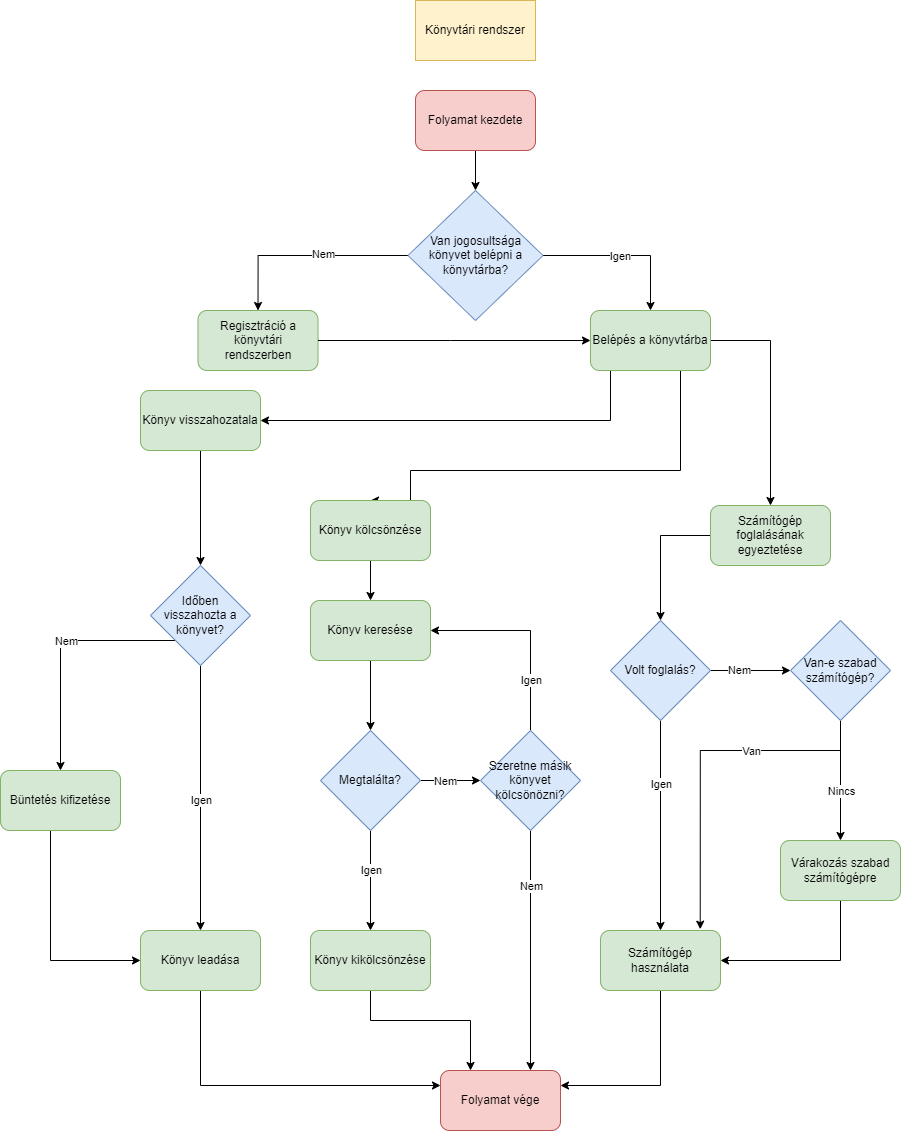 Könyvtári rendszer
Folyamat kezdete
Van jogosultsága
könyvet belépni a
könyvtárba?
Nem
Igen
Regisztráció a
könyvtári
rendszerben
Belépés a könyvtárba
Könyv visszahozatala
Könyv kölcsönzése
Számítógép
foglalásának
egyeztetése
Időben
visszahozta a
könyvet?
Nem
Könyv keresése
Igen
Volt foglalás?
Nem
Van-e szabad
számítógép?
Megtalálta?
Nem
Szeretne másik
könyvet
kölcsönözni?
Van
Igen
Nincs
Büntetés kifizetése
Igen
Igen
Nem
Várakozás szabad
számítógépre
Könyv leadása
Könyv kikölcsönzése
Számítógép
használata
Folyamat vége